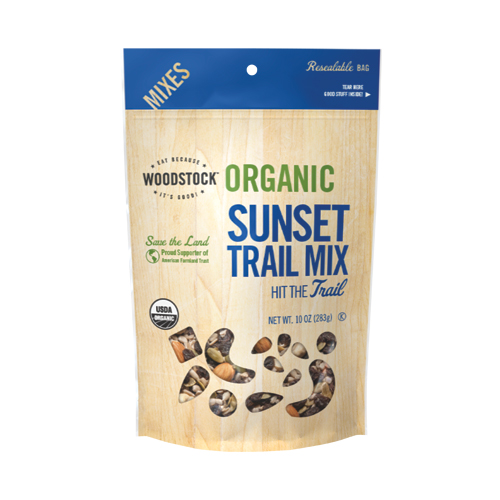 MIXES
Resealable BAG
TEAR HERE
GOOD STUFF INSIDE!
EAT BECAUSE
WOODSTOCK™
IT'S GOOD!
ORGANIC
SUNSET
TRAIL MIX
HIT THE Trail
Save the Land
Proud Supporter of
American Farmland Trust
USDA
ORGANIC
NET WT. 10 OZ (283g) K